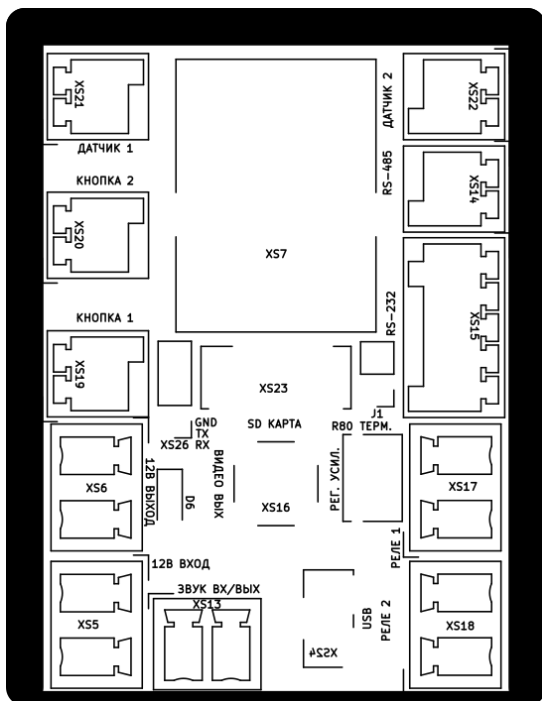 XS21
ДАТЧИК 1
ДАТЧИК 2
XS22
КНОПКА 2
XS20
RS-485
XS14
XS7
КНОПКА 1
XS19
RS-232
XS15
XS23
GND
TX
XS26 RX
SD КАРТА
J1
R80 ТЕРМ.
XS6
12В ВЫХОД
D6
ВИДЕО ВЫХ
XS16
РЕГ. УСИЛ.
XS17
РЕЛЕ 1
12В ВХОД
XS5
ЗВУК ВХ/ВЫХ
XS13
XS24
USB
РЕЛЕ 2
XS18